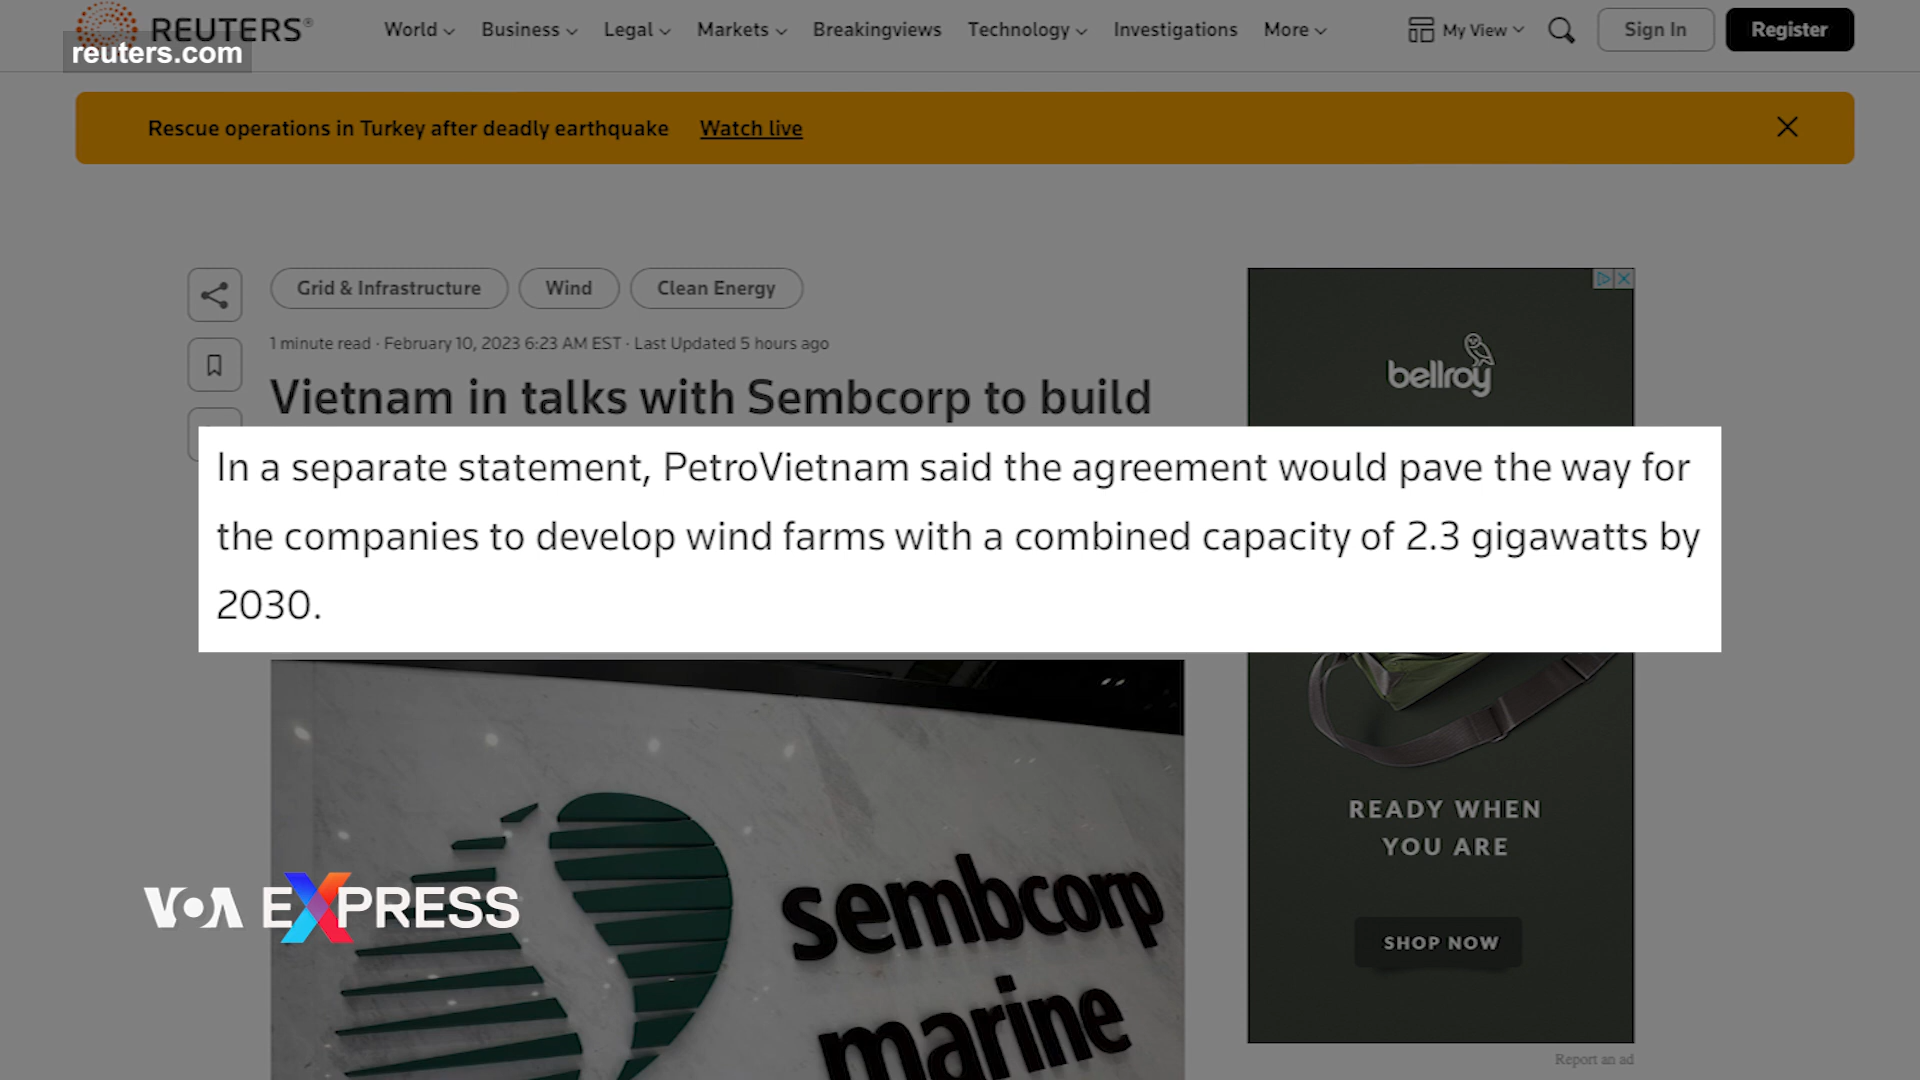 REUTERS®
reuters.com
World
Business
Legal
Markets
Breakingviews
Technology
Investigations
More
My View
Sign In
Register
Rescue operations in Turkey after deadly earthquake Watch live
Grid & Infrastructure
Wind
Clean Energy
1 minute read · February 10, 2023 6:23 AM EST · Last Updated 5 hours ago
Vietnam in talks with Sembcorp to build
In a separate statement, PetroVietnam said the agreement would pave the way for
the companies to develop wind farms with a combined capacity of 2.3 gigawatts by
2030.
bellroy
READY WHEN
YOU ARE
SHOP NOW
Report an ad
sembcorp
marine
VOA EXPRESS